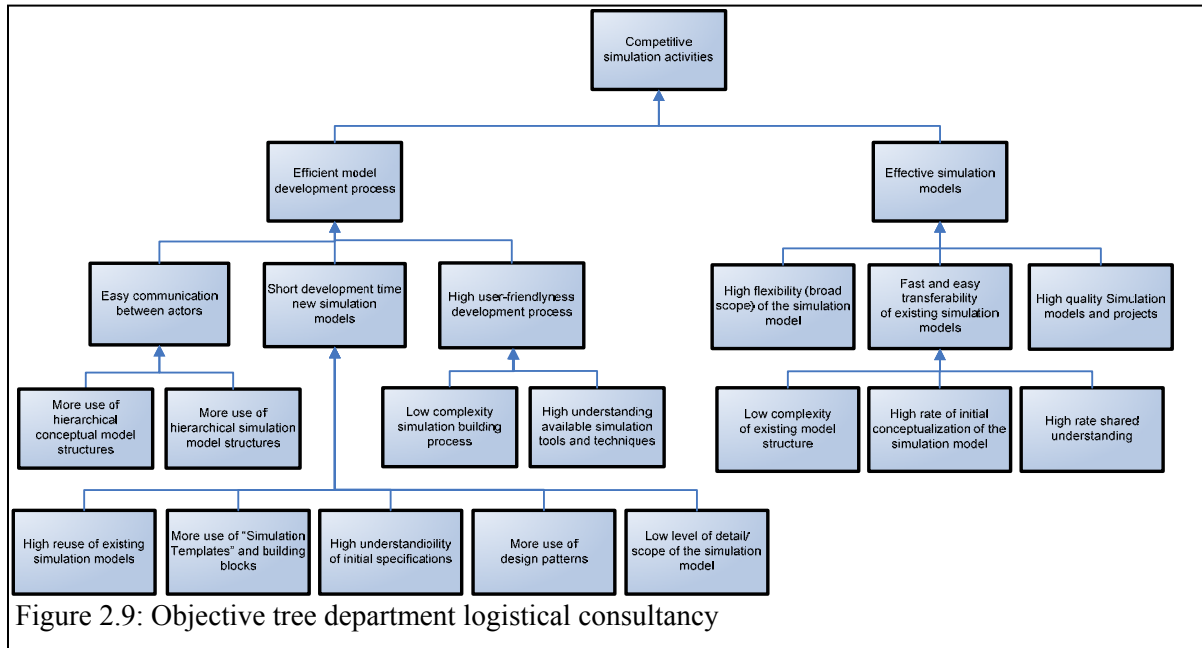 Competitive
simulation activities
Efficient model
development process
Effective simulation
models
Easy communication
between actors
Short development time
new simulation
models
High user-friendlyness
development process
High flexibility (broad
scope) of the simulation
model
Fast and easy
transferability
of existing simulation
models
High quality Simulation
models and projects
More use of
hierarchical
conceptual model
structures
More use of
hierarchical simulation
model structures
Low complexity
simulation building
process
High understanding
available simulation
tools and techniques
Low complexity
of existing model
structure
High rate of initial
conceptualization of the
simulation model
High rate shared
understanding
High reuse of existing
simulation models
More use of “Simulation
Templates” and building
blocks
High understandibility
of initial specifications
More use of
design patterns
Low level of detail/
scope of the simulation
model
Figure 2.9: Objective tree department logistical consultancy